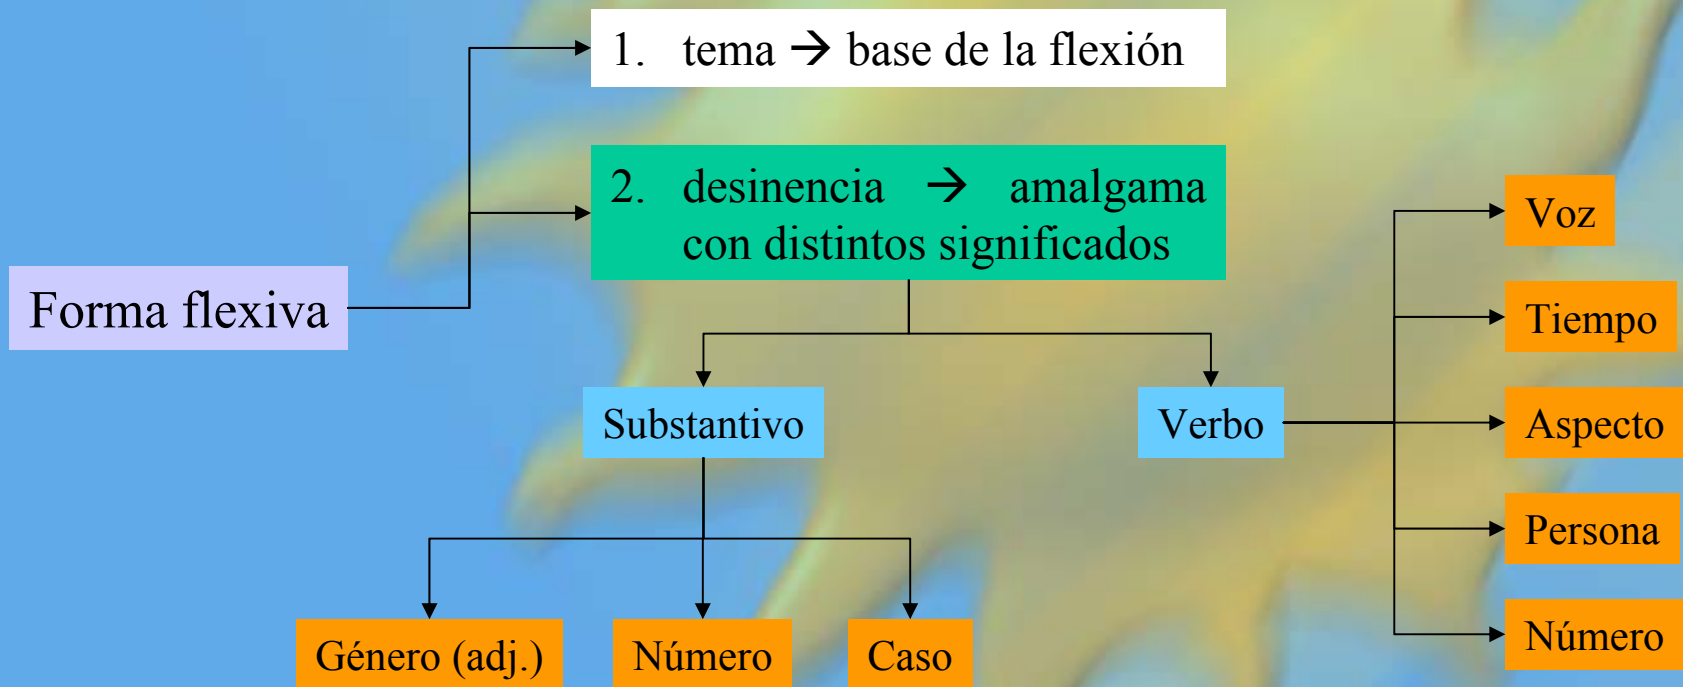 1. tema → base de la flexión
2. desinencia → amalgama
con distintos significados
Forma flexiva
Substantivo
Verbo
Género (adj.)
Número
Caso
Voz
Tiempo
Aspecto
Persona
Número